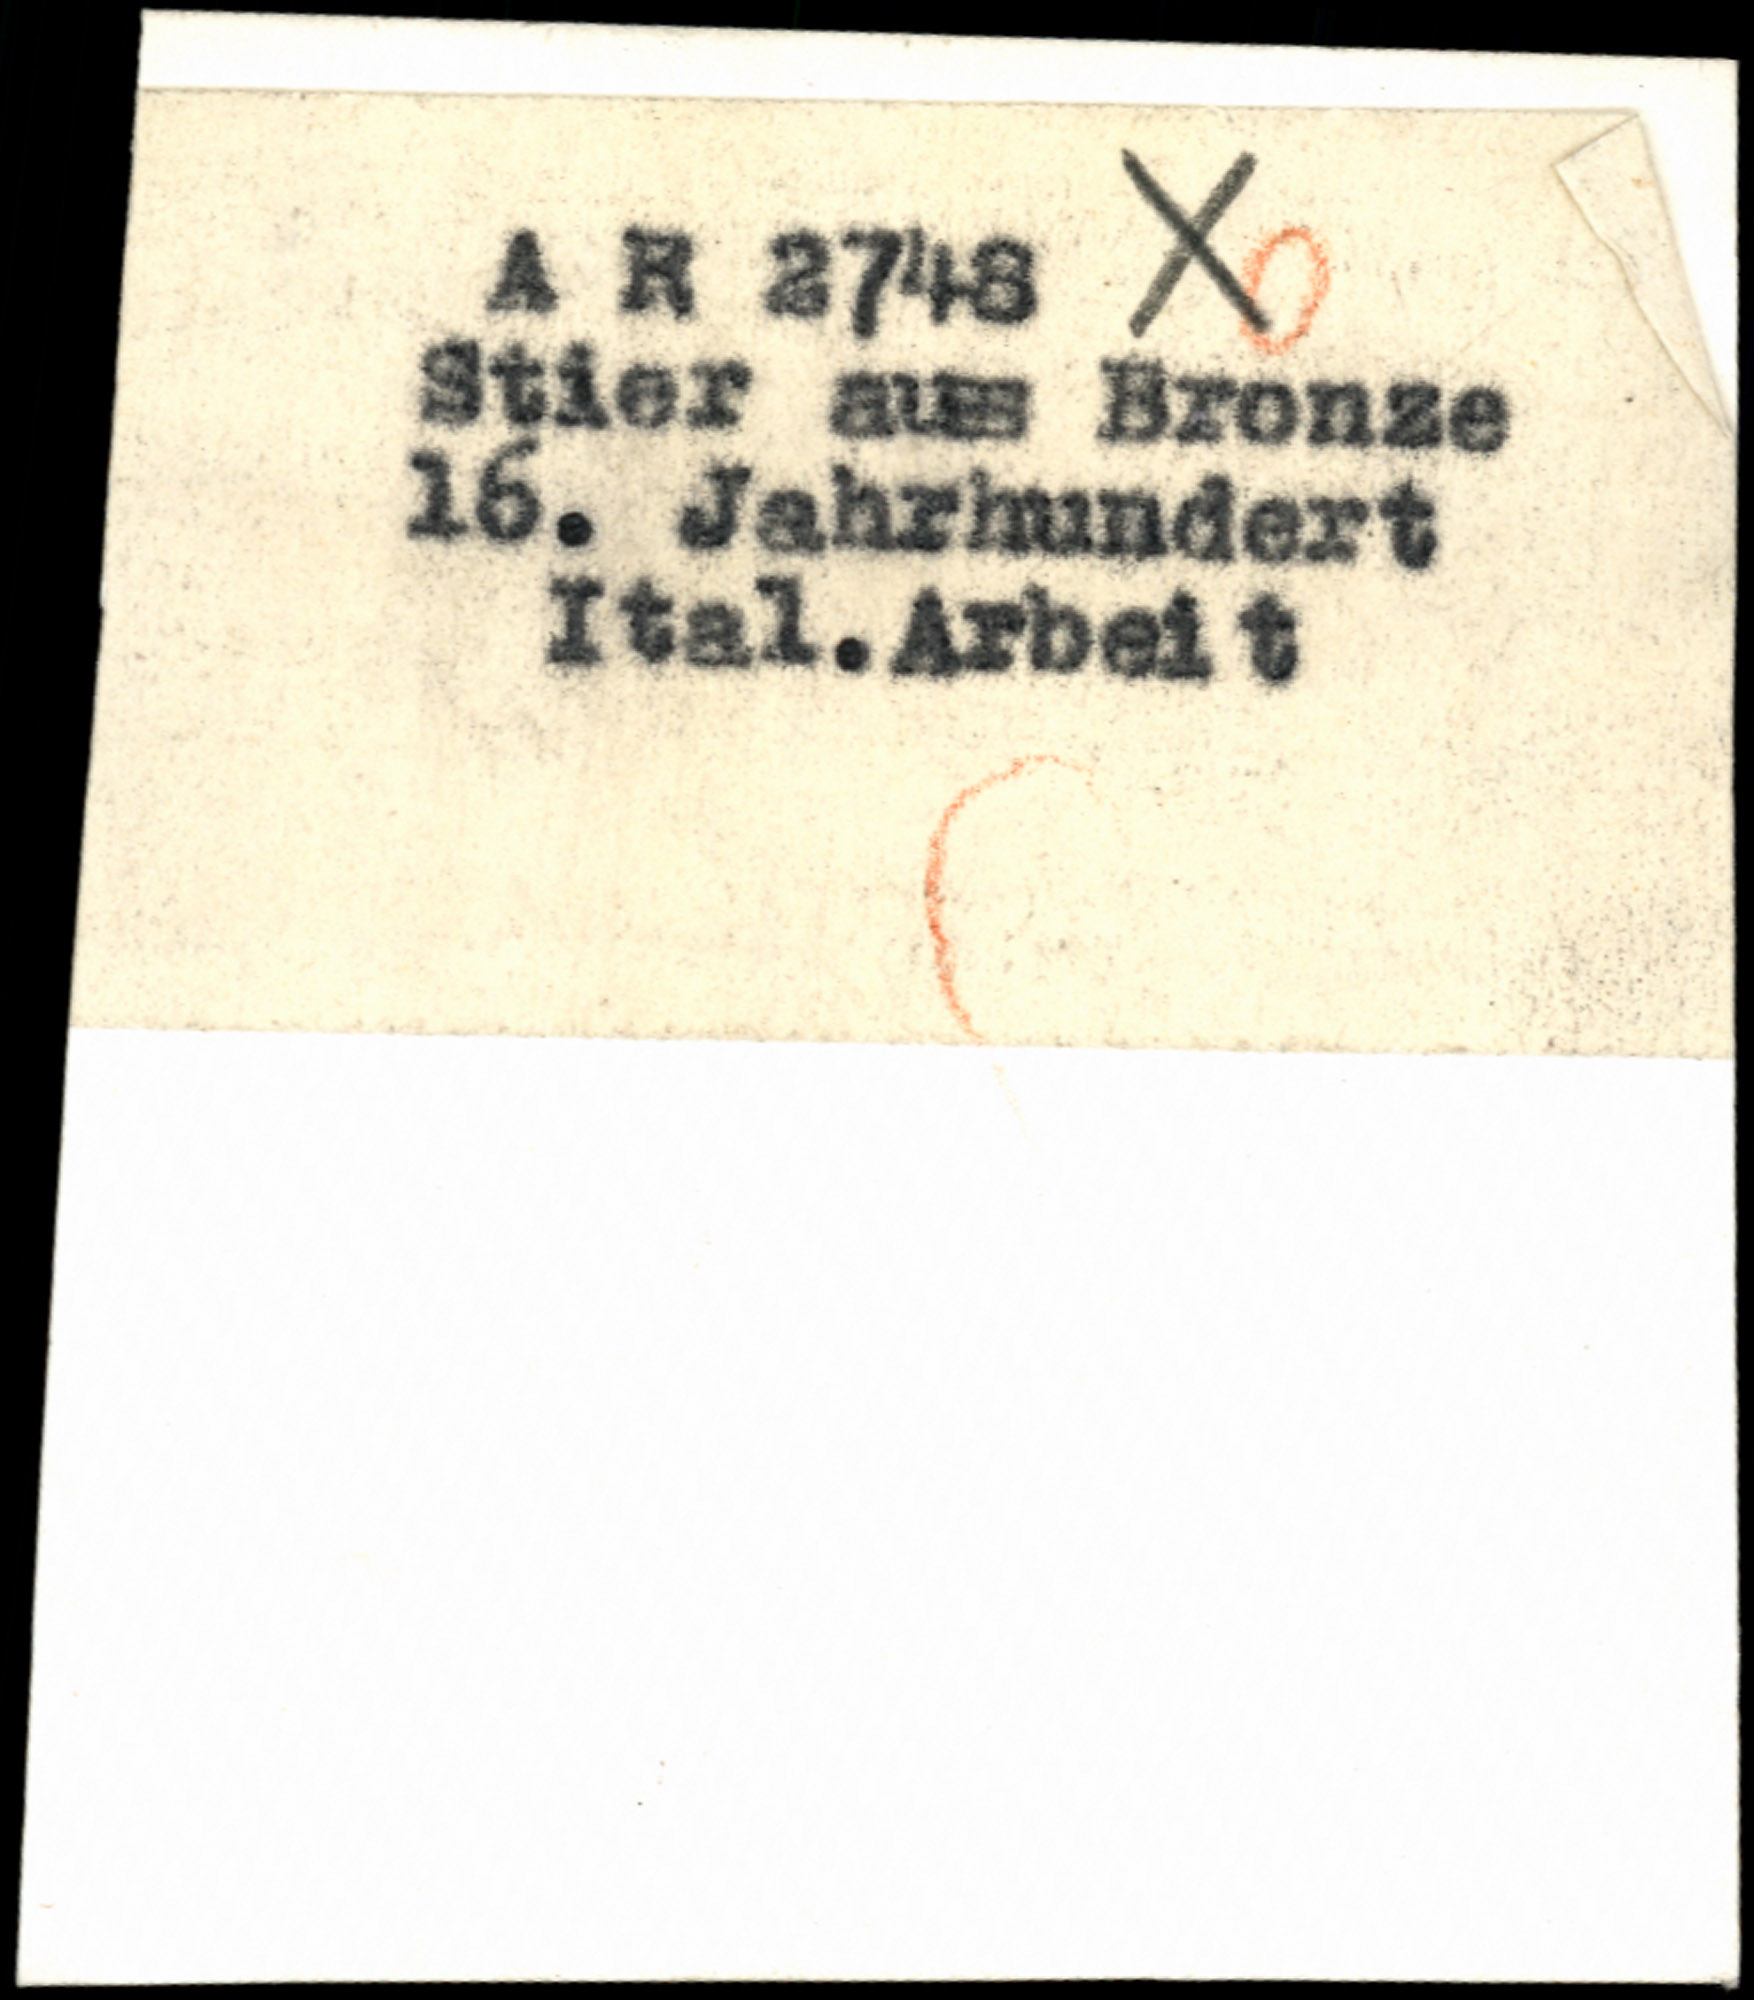 A R 2748 X
Stier aus Bronze
16. Jahrhundert
Ital.Arbeit